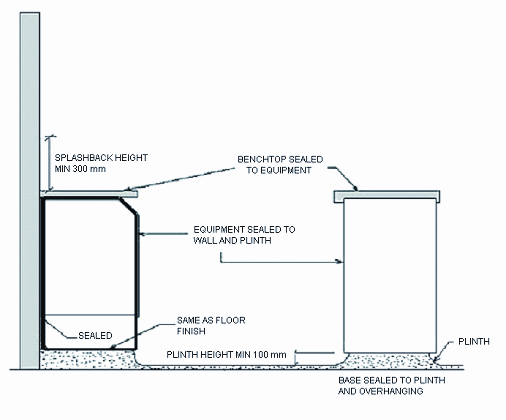 SPLASHBACK HEIGHT
MIN 300 mm
BENCHTOP SEALED
TO EQUIPMENT
EQUIPMENT SEALED TO
WALL AND PLINTH
SAME AS FLOOR
FINISH
SEALED
PLINTH HEIGHT MIN 100 mm
PLINTH
BASE SEALED TO PLINTH
AND OVERHANGING